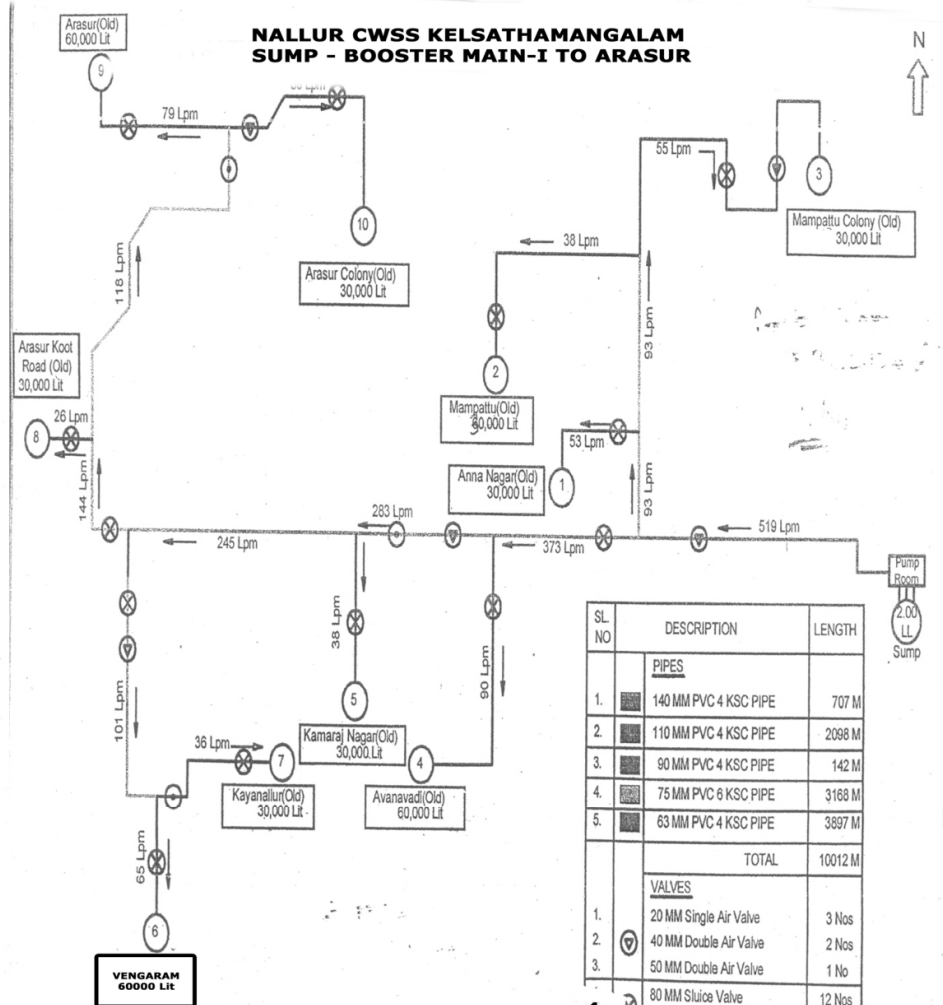 NALLUR CWSS KELSATHAMANGALAM
SUMP - BOOSTER MAIN-I TO ARASUR
N
Arasur(Old)
60,000 Lit
9
79 Lpm
10
Arasur Colony(Old)
30,000 Lit
55 Lpm
3
Mampattu Colony (Old)
30,000 Lit
38 Lpm
118 Lpm
93 Lpm
2
Mampattu(Old)
30,000 Lit
Arasur Koot
Road (Old)
30,000 Lit
26 Lpm
8
53 Lpm
Anna Nagar(Old)
30,000 Lit
1
144 Lpm
93 Lpm
283 Lpm
519 Lpm
245 Lpm
373 Lpm
Pump
Room
2.00
LL
Sump
38 Lpm
90 Lpm
101 Lpm
5
Kamaraj Nagar(Old)
30,000.Lit
36 Lpm
7
Kayanallur(Old)
30,000 Lit
4
Avanavadi(Old)
60,000 Lit
65 Lpm
6
VENGARAM
60000 Lit
SL. NO DESCRIPTION LENGTH
PIPES
1. 140 MM PVC 4 KSC PIPE 707 M
2. 110 MM PVC 4 KSC PIPE 2098 M
3. 90 MM PVC 4 KSC PIPE 142 M
4. 75 MM PVC 6 KSC PIPE 3168 M
5. 63 MM PVC 4 KSC PIPE 3897 M
TOTAL 10012 M
VALVES
1. 20 MM Single Air Valve 3 Nos
2. 40 MM Double Air Valve 2 Nos
3. 50 MM Double Air Valve 1 No
80 MM Sluice Valve 12 Nos